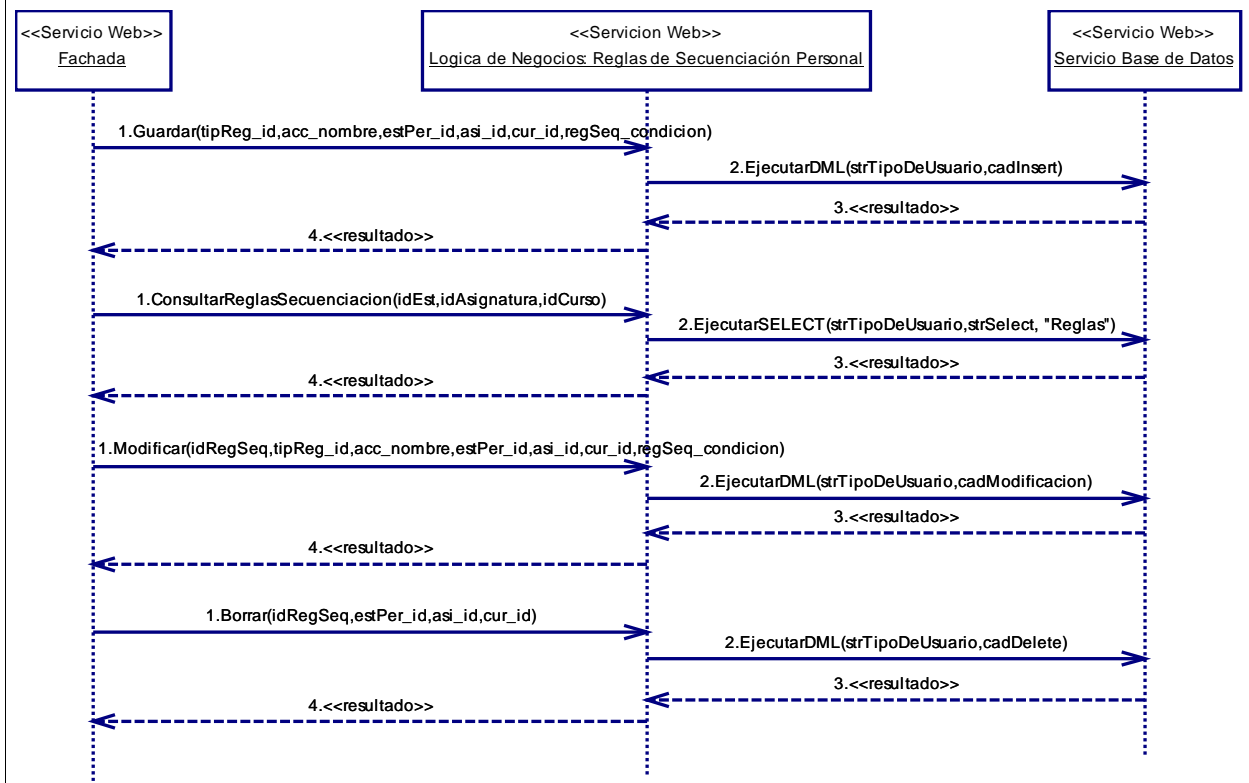 <<Servicio Web>>
Fachada
<<Servicion Web>>
Logica de Negocios: Reglas de Secuenciación Personal
<<Servicio Web>>
Servicio Base de Datos
1.Guardar(tipReg_id,acc_nombre,estPer_id,asi_id,cur_id,regSeq_condicion)
2.EjecutarDML(strTipoDeUsuario,cadInsert)
3.<<resultado>>
4.<<resultado>>
1.ConsultarReglasSecuenciacion(idEst,idAsignatura,idCurso)
2.EjecutarSELECT(strTipoDeUsuario,strSelect, "Reglas")
3.<<resultado>>
4.<<resultado>>
1.Modificar(idRegSeq,tipReg_id,acc_nombre,estPer_id,asi_id,cur_id,regSeq_condicion)
2.EjecutarDML(strTipoDeUsuario,cadModificacion)
3.<<resultado>>
4.<<resultado>>
1.Borrar(idRegSeq,estPer_id,asi_id,cur_id)
2.EjecutarDML(strTipoDeUsuario,cadDelete)
3.<<resultado>>
4.<<resultado>>